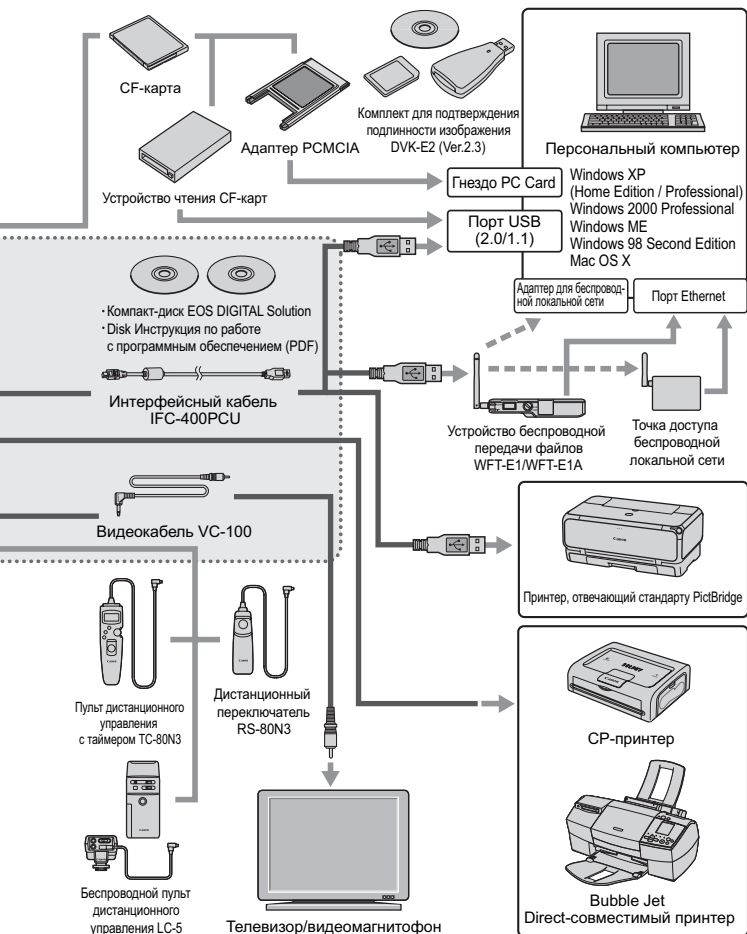 CF-карта
Адаптер PCMCIA
Комплект для подтверждения
подлинности изображения
DVK-E2 (Ver.2.3)
Персональный компьютер
Устройство чтения CF-карт
Гнездо PC Card
Порт USB
(2.0/1.1)
Windows XP
(Home Edition / Professional)
Windows 2000 Professional
Windows ME
Windows 98 Second Edition
Mac OS X
Адаптер для беспровод-
ной локальной сети
Порт Ethernet
·Компакт-диск EOS DIGITAL Solution
·Disk Инструкция по работе
с программным обеспечением (PDF)
Интерфейсный кабель
IFC-400PCU
Устройство беспроводной
передачи файлов
WFT-E1/WFT-E1A
Точка доступа
беспроводной
локальной сети
Видеокабель VC-100
Canon
Принтер, отвечающий стандарту PictBridge
Canon
Canon
Пульт дистанционного
управления
с таймером TC-80N3
Дистанционный
переключатель
RS-80N3
SELPHY
Canon
CP-принтер
Canon
Беспроводной пульт
дистанционного
управления LC-5
Телевизор/видеомагнитофон
Bubble Jet
Direct-совместимый принтер